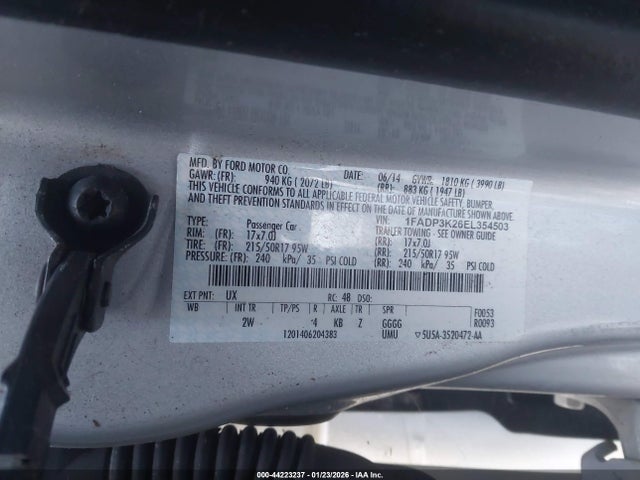 MFD. BY FORD MOTOR CO.
DATE: 06/14 GVWR: 1810 KG ( 3990 LB)
GAWR: (FR): 940 KG ( 2072 LB) (RR): 883 KG ( 1947 LB)
THIS VEHICLE CONFORMS TO ALL APPLICABLE FEDERAL MOTOR VEHICLE SAFETY, BUMPER,
AND THEFT PREVENTION STANDARDS IN EFFECT ON THE DATE OF MANUFACTURE SHOWN ABOVE.
VIN: 1FADP3K26EL354503
TYPE: Passenger Car TRAILER TOWING - SEE OWNER GUIDE
RIM: (FR): 17x7.0J (RR): 17x7.0J
TIRE: (FR): 215/50R17 95W (RR): 215/50R17 95W
PRESSURE: (FR): 240 kPa/ 35 PSI COLD (RR): 240 kPa/ 35 PSI COLD
EXT PNT: UX RC: 48 DSO: F0053
WB INT TR TP/PS R AXLE TR SPR R0093
2W 4 KB Z GGGG
1201406204383 UMU ▽5U5A-3520472-AA
000-44223237 - 01/23/2026 - IAA, Inc.